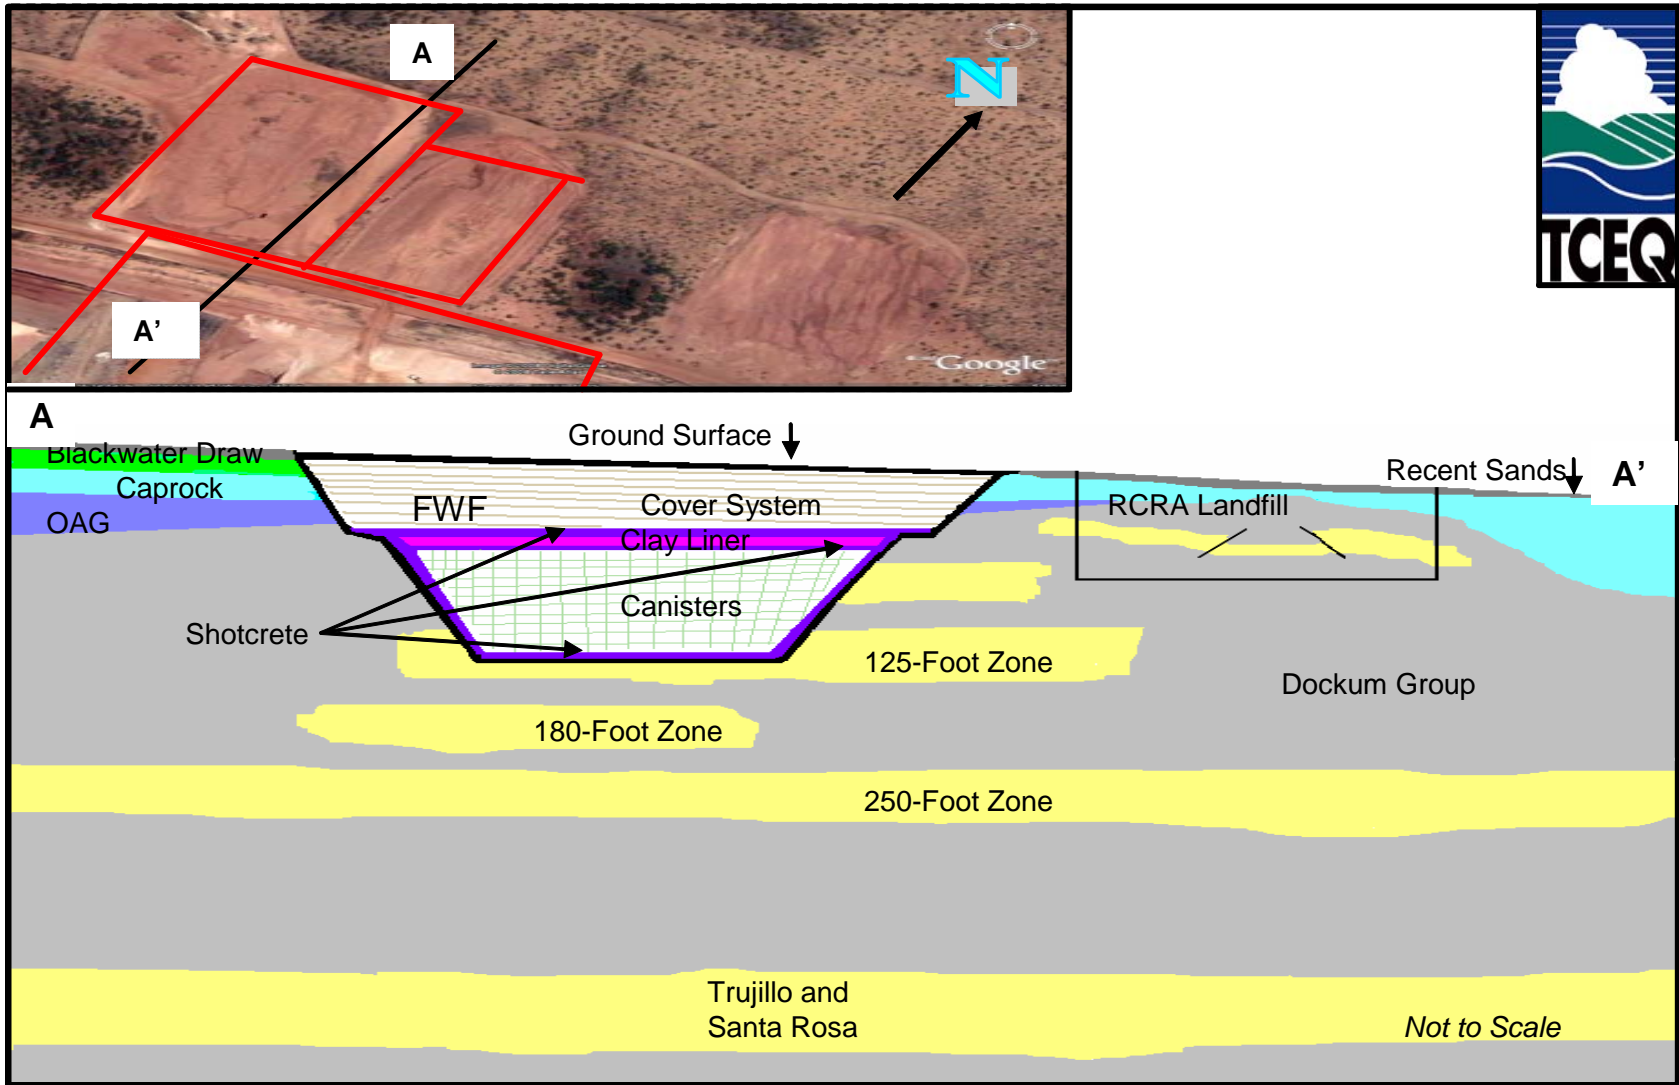 A
N
A’
Google
TCEQ
A
Ground Surface
Blackwater Draw
Recent Sands
A’
Caprock
RCRA Landfill
OAG
FWF
Cover System
Clay Liner
Canisters
Shotcrete
125-Foot Zone
Dockum Group
180-Foot Zone
250-Foot Zone
Trujillo and
Santa Rosa
Not to Scale